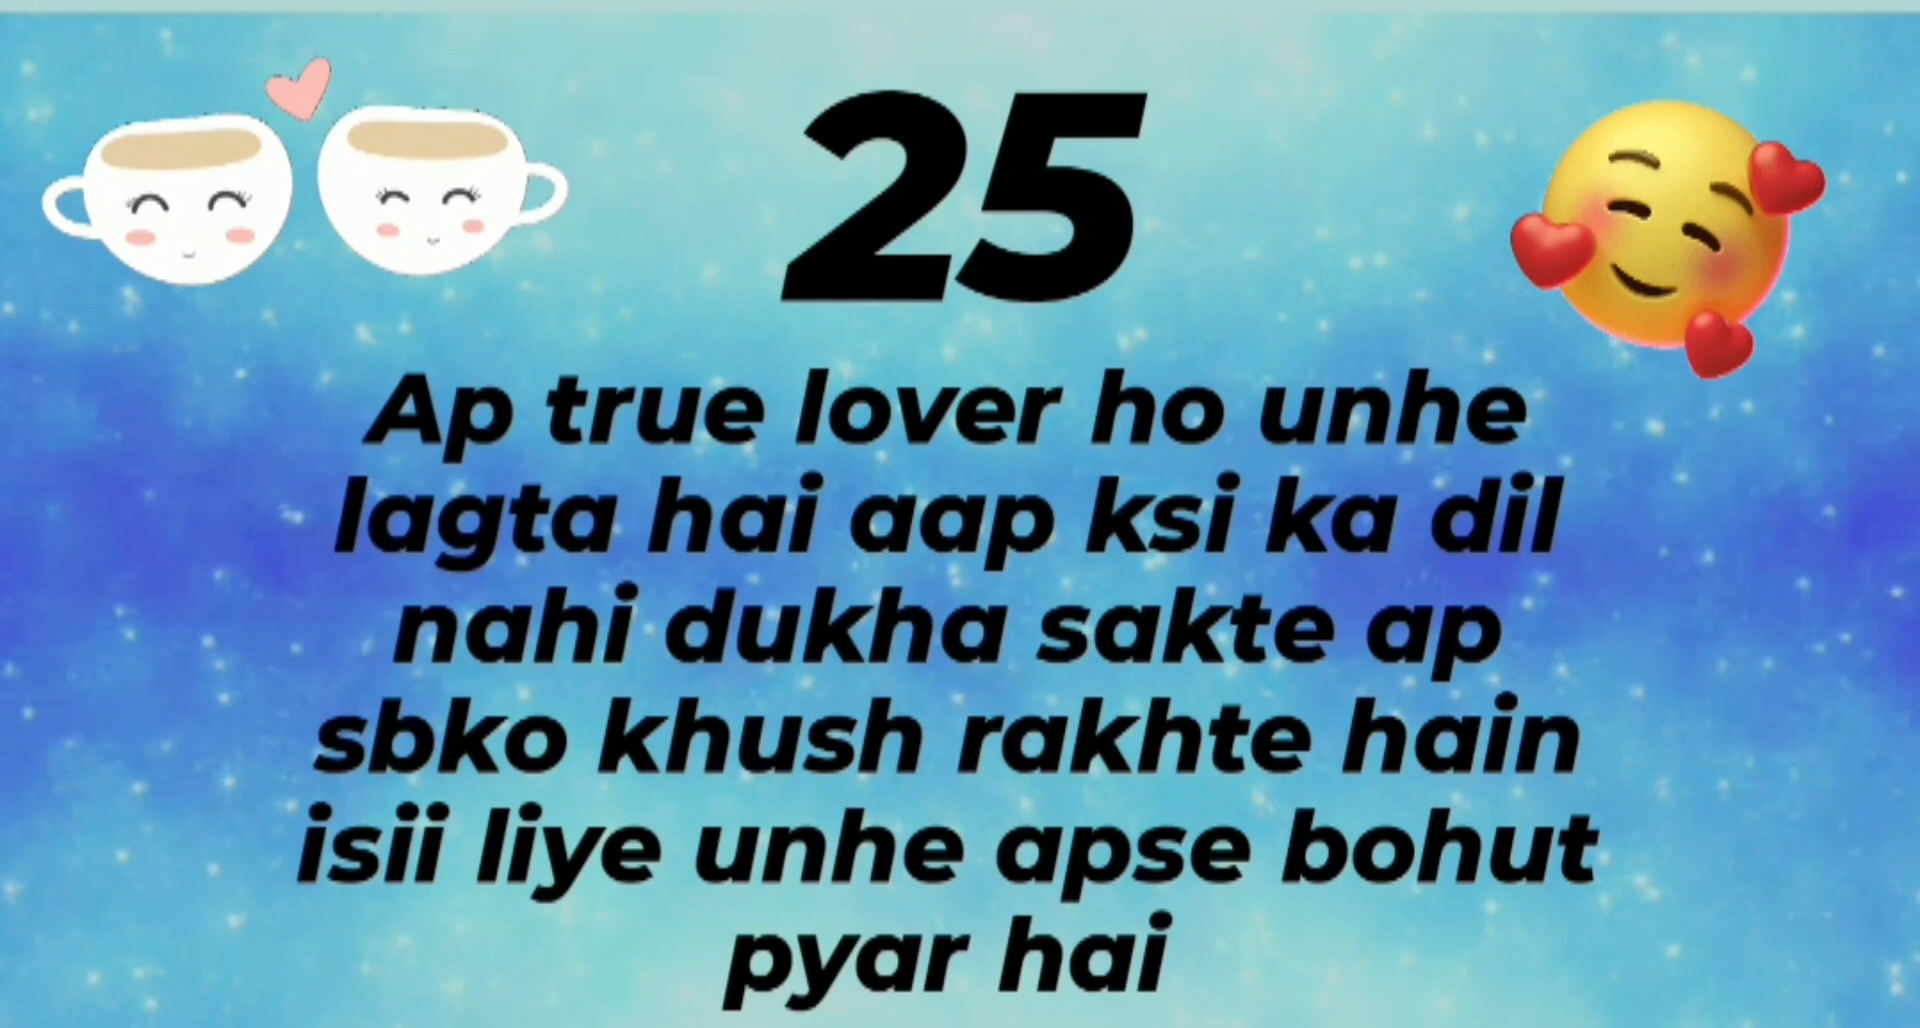 25
Ap true lover ho unhe
lagta hai aap ksi ka dil
nahi dukha sakte ap
sbko khush rakhte hain
isii liye unhe apse bohut
pyar hai